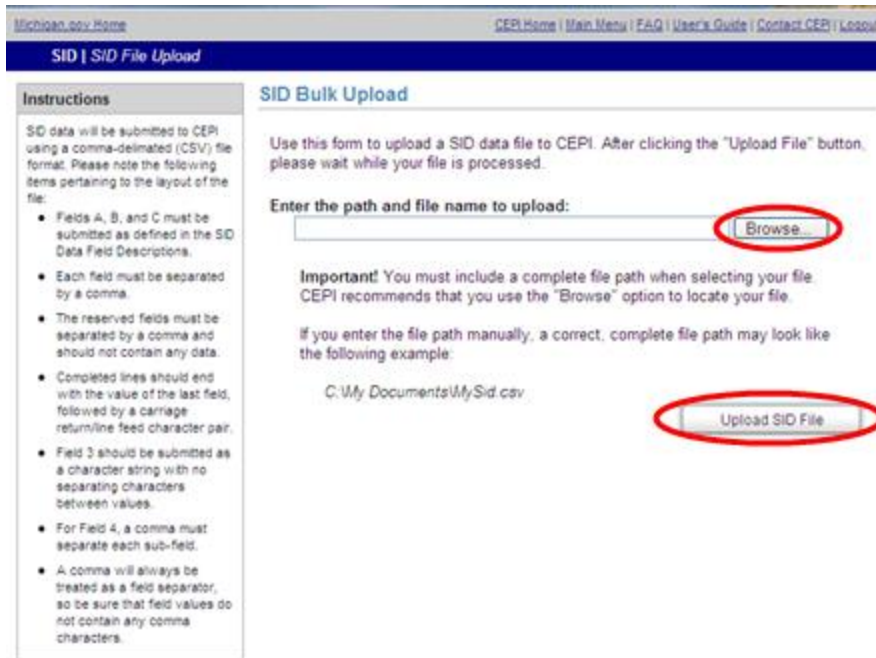 Michigan.gov Home
CEPI Home | Main Menu | FAQ | User's Guide | Contact CEPI | Logout
SID | SID File Upload
Instructions
SID data will be submitted to CEPI
using a comma-delimated (CSV) file
format. Please note the following
items pertaining to the layout of the
file:
• Fields A, B, and C must be
submitted as defined in the SID
Data Field Descriptions.
• Each field must be separated
by a comma.
• The reserved fields must be
separated by a comma and
should not contain any data.
• Completed lines should end
with the value of the last field,
followed by a carriage
return/line feed character pair.
• Field 3 should be submitted as
a character string with no
separating characters
between values.
• For Field 4, a comma must
separate each sub-field.
• A comma will always be
treated as a field separator,
so be sure that field values do
not contain any comma
characters.
SID Bulk Upload
Use this form to upload a SID data file to CEPI. After clicking the "Upload File" button,
please wait while your file is processed.
Enter the path and file name to upload:
Browse...
Important! You must include a complete file path when selecting your file.
CEPI recommends that you use the "Browse" option to locate your file.
If you enter the file path manually, a correct, complete file path may look like
the following example:
C:\My Documents\MySid.csv
Upload SID File